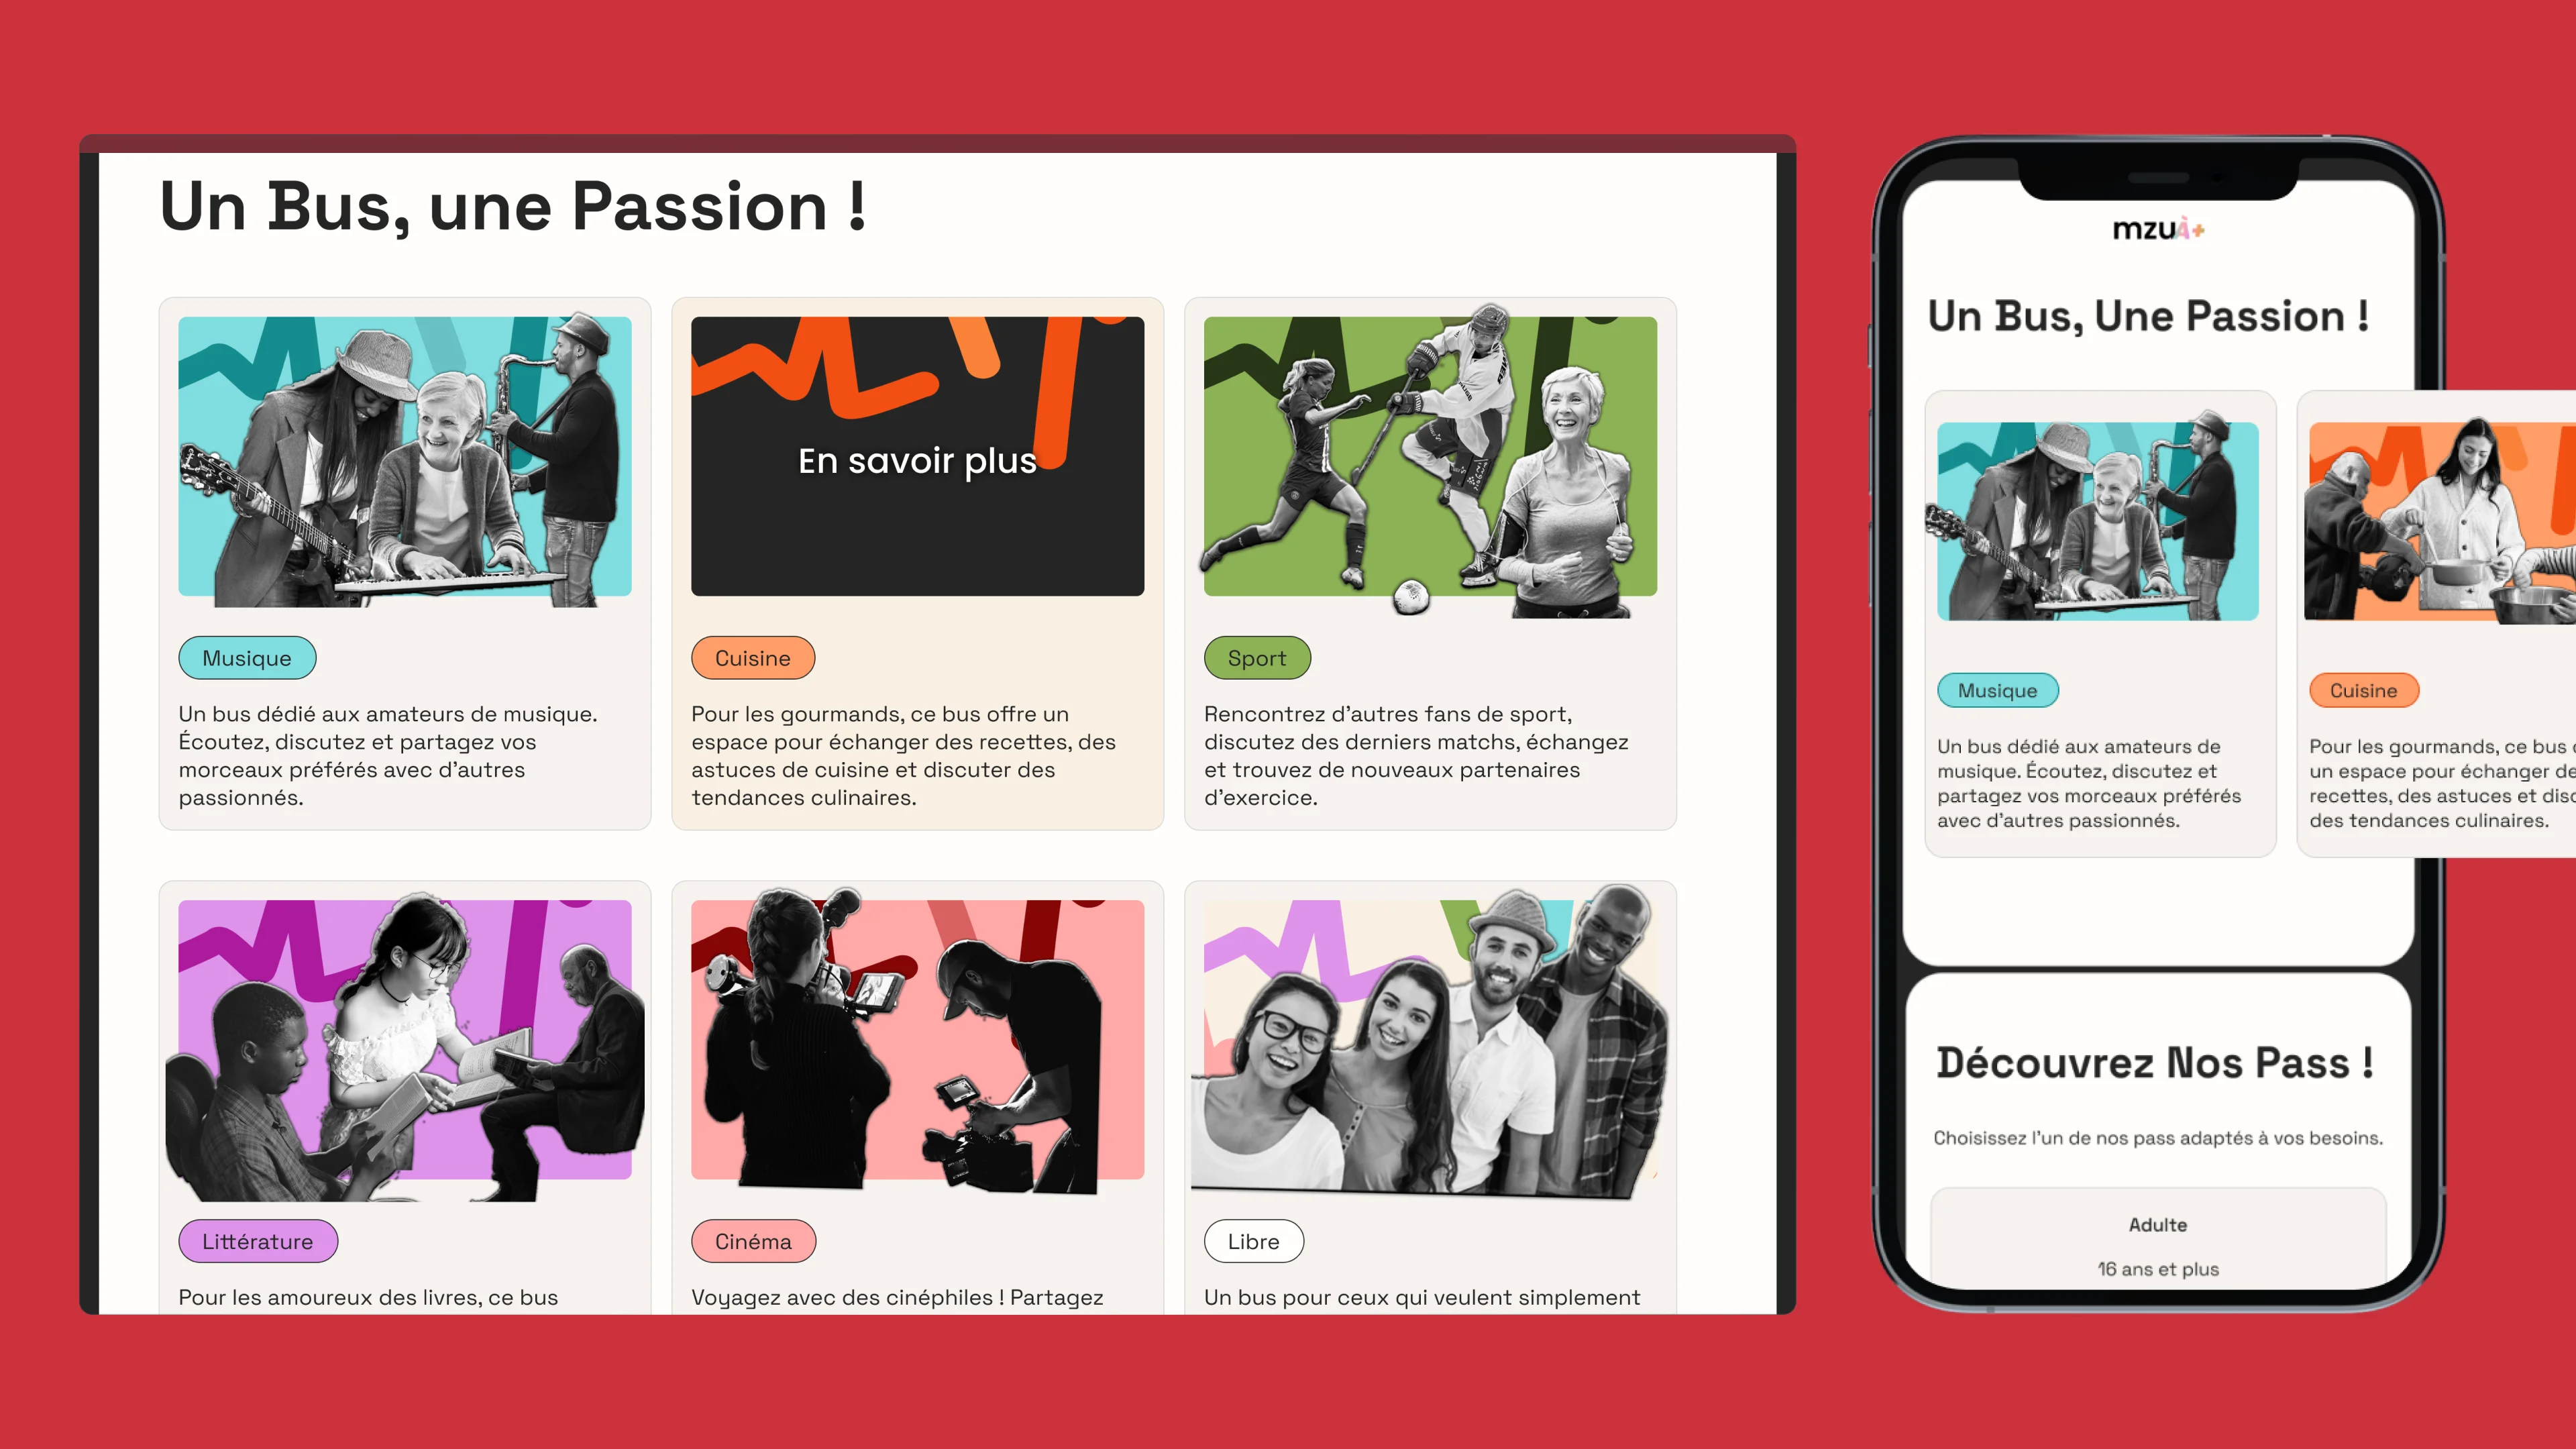 Un Bus, une Passion !
En savoir plus
Musique
Un bus dédié aux amateurs de musique.
Écoutez, discutez et partagez vos
morceaux préférés avec d'autres
passionnés.
Cuisine
Pour les gourmands, ce bus offre un
espace pour échanger des recettes, des
astuces de cuisine et discuter des
tendances culinaires.
Sport
Rencontrez d'autres fans de sport,
discutez des derniers matchs, échangez
et trouvez de nouveaux partenaires
d'exercice.
Littérature
Pour les amoureux des livres, ce bus
Cinéma
Voyagez avec des cinéphiles ! Partagez
Libre
Un bus pour ceux qui veulent simplement
mzuÀ+
Un Bus, Une Passion !
Musique
Un bus dédié aux amateurs de
musique. Écoutez, discutez et
partagez vos morceaux préférés
avec d'autres passionnés.
Cuisine
Pour les gourmands, ce bus
un espace pour échanger
recettes, des astuces et
des tendances culinaires.
Découvrez Nos Pass !
Choisissez l'un de nos pass adaptés à vos besoins.
Adulte
16 ans et plus